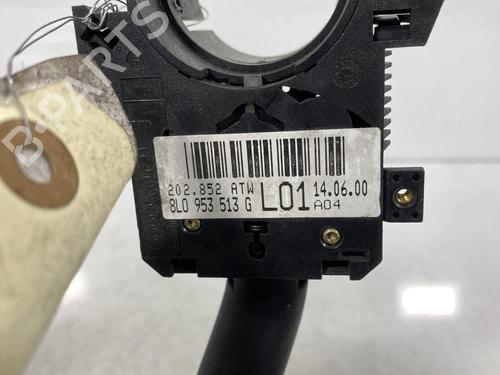 B-PARTS
202.852 ATW
8L0 953 513 G
L01
14.06.00
A04